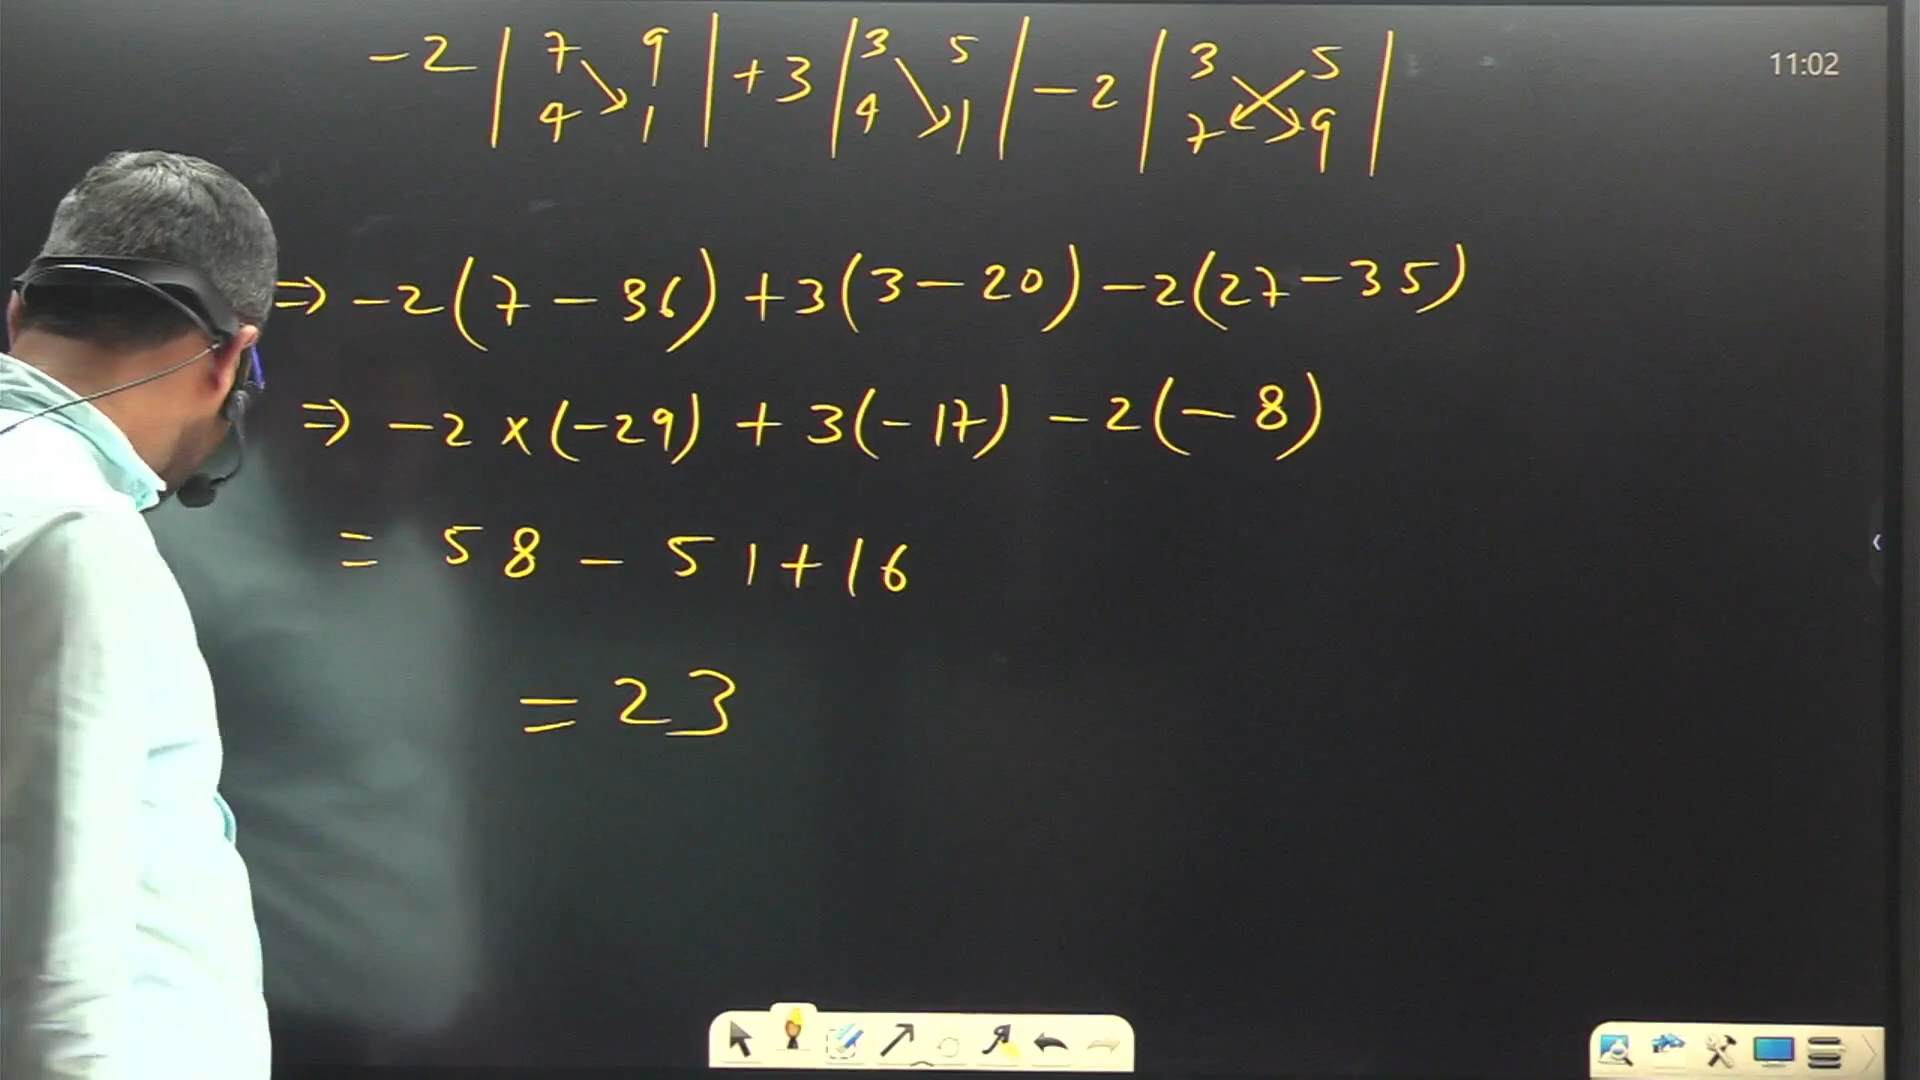 11:02
-2 | 7 9 | +3 | 3 5 | -2 | 3 5 |
4 1 4 1 7 9
⇒ -2(7 - 36) +3(3 - 20) -2(27 - 35)
⇒ -2 × (-29) + 3(-17) - 2(-8)
= 58 - 51 + 16
= 23